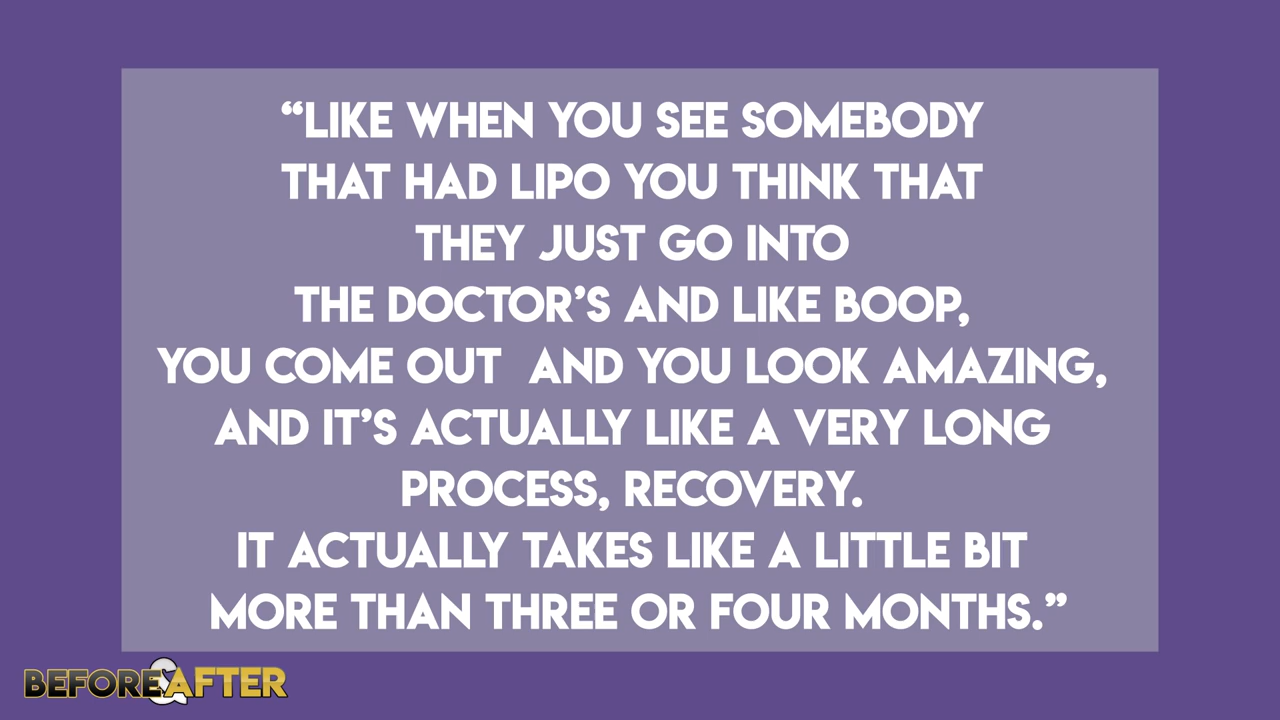 “LIKE WHEN YOU SEE SOMEBODY
THAT HAD LIPO YOU THINK THAT
THEY JUST GO INTO
THE DOCTOR’S AND LIKE BOOP,
YOU COME OUT  AND YOU LOOK AMAZING,
AND IT’S ACTUALLY LIKE A VERY LONG
PROCESS, RECOVERY.
IT ACTUALLY TAKES LIKE A LITTLE BIT
MORE THAN THREE OR FOUR MONTHS.”
BEFORE&AFTER